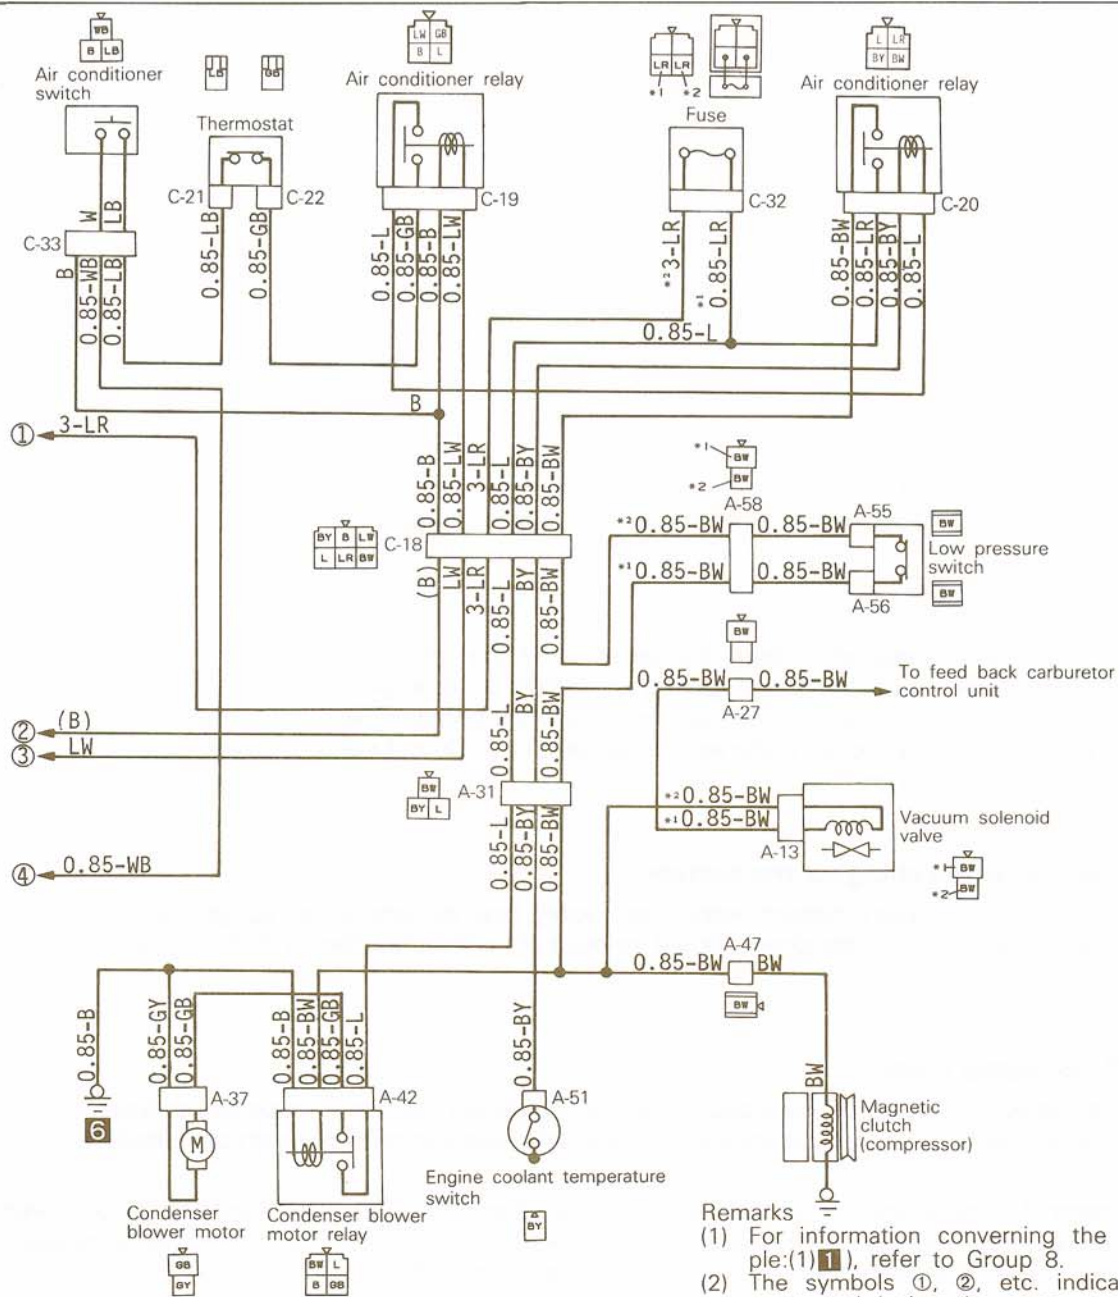 WB
B LB
Air conditioner
switch
LB
GB
Thermostat
LW GB
B L
Air conditioner relay
LR LR
*1 *2
Fuse
L LR
BY BW
Air conditioner relay
C-21
C-22
C-19
C-32
C-20
C-33
W
LB
B
0.85-WB
0.85-LB
0.85-LB
0.85-GB
0.85-L
0.85-GB
0.85-B
0.85-LW
*2 3-LR
*1 0.85-LR
0.85-BW
0.85-LR
0.85-BY
0.85-L
0.85-L
B
① 3-LR
0.85-B
0.85-LW
3-LR
0.85-L
0.85-BY
0.85-BW
BY B LW
L LR BW
C-18
(B)
LW
3-LR
0.85-L
BY
0.85-BW
*1 BW
*2 BW
A-58
A-55
*2 0.85-BW
0.85-BW
BW
Low pressure
switch
*1 0.85-BW
0.85-BW
A-56
BW
BW
0.85-BW
0.85-BW
To feed back carburetor
control unit
A-27
② (B)
③ LW
0.85-L
BY
0.85-BW
BW
BY L
A-31
0.85-L
0.85-BY
0.85-BW
*2 0.85-BW
*1 0.85-BW
A-13
Vacuum solenoid
valve
*1 BW
*2 BW
④ 0.85-WB
A-47
0.85-BW
BW
BW
0.85-B
0.85-GY
0.85-GB
0.85-B
0.85-BW
0.85-GB
0.85-L
0.85-BY
BW
6
A-37
M
A-42
A-51
Magnetic
clutch
(compressor)
Engine coolant temperature
switch
BY
Condenser
blower motor
GB
GY
Condenser blower
motor relay
BW L
B GB
Remarks
(1) For information converning the
ple:(1) 1 ), refer to Group 8.
(2) The symbols ①, ②, etc. indica